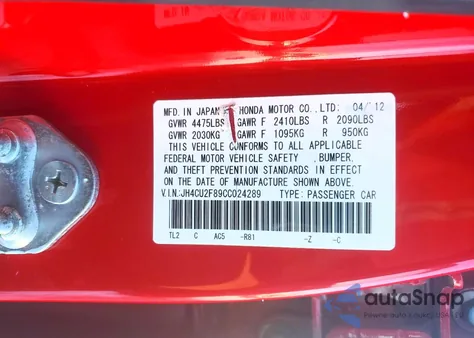 MFD. IN JAPAN HONDA MOTOR CO.,LTD: 04/12
GVWR 4475LBS GAWR F 2410LBS R 2090LBS
GVWR 2030KG GAWR F 1095KG R 950KG
THIS VEHICLE CONFORMS TO ALL APPLICABLE
FEDERAL MOTOR VEHICLE SAFETY , BUMPER,
AND THEFT PREVENTION STANDARDS IN EFFECT
ON THE DATE OF MANUFACTURE SHOWN ABOVE.
V.I.N.:JH4CU2F89CC024289 TYPE: PASSENGER CAR
TL2 C AC5 -R81 -Z -C
autoSnap